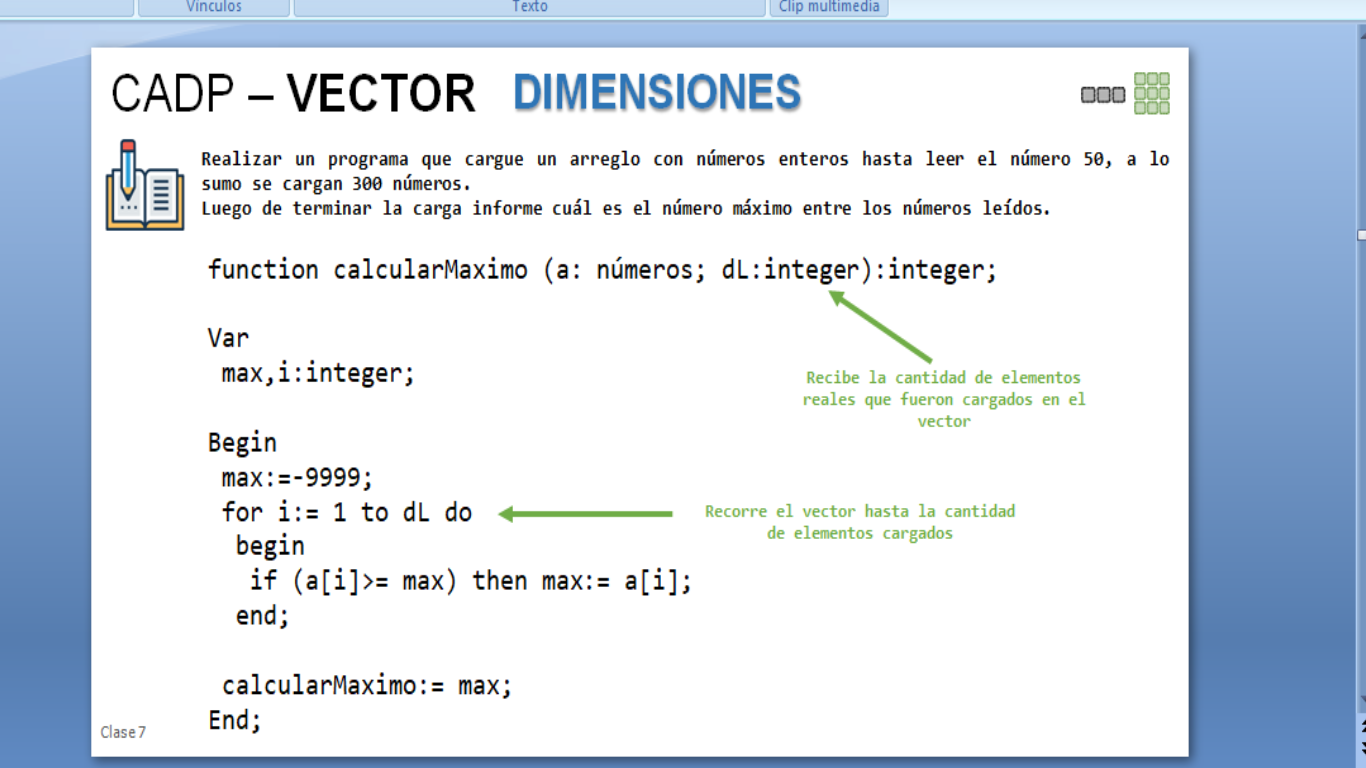 Vínculos Texto Clip multimedia
CADP – VECTOR DIMENSIONES
Realizar un programa que cargue un arreglo con números enteros hasta leer el número 50, a lo
sumo se cargan 300 números.
Luego de terminar la carga informe cuál es el número máximo entre los números leídos.
function calcularMaximo (a: números; dL:integer):integer;
Var
max,i:integer;
Recibe la cantidad de elementos
reales que fueron cargados en el
vector
Begin
max:=-9999;
for i:= 1 to dL do
Recorre el vector hasta la cantidad
de elementos cargados
begin
if (a[i]>= max) then max:= a[i];
end;
calcularMaximo:= max;
End;
Clase 7